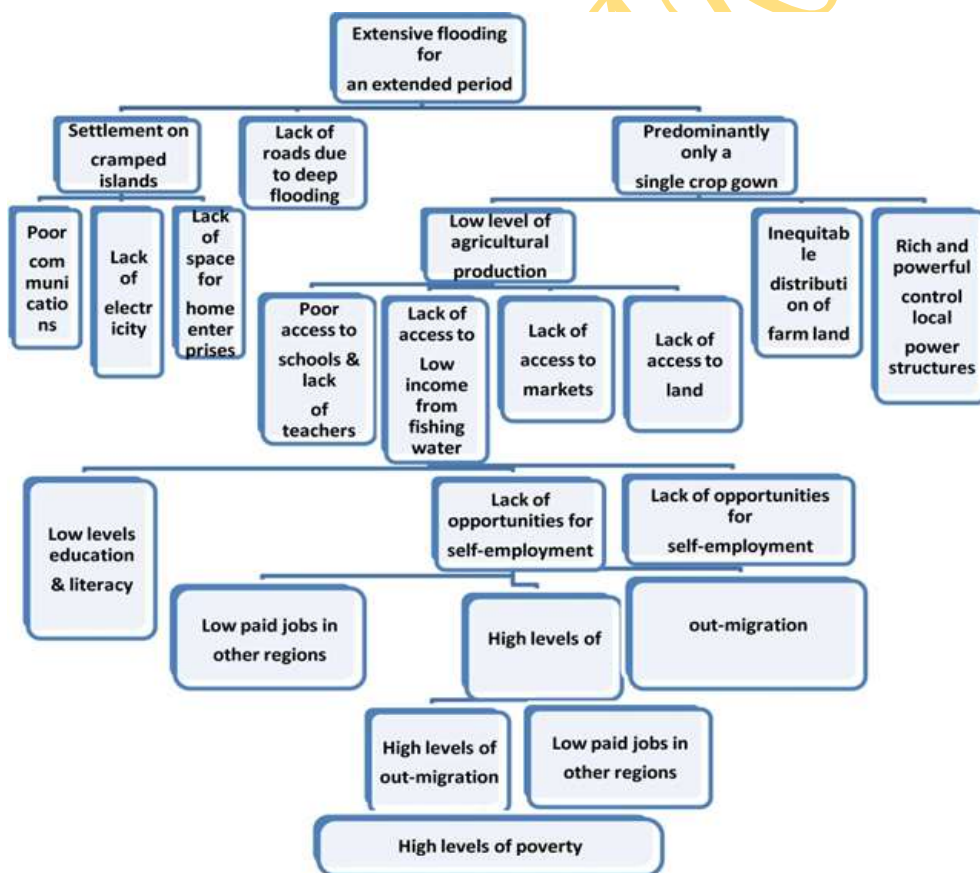 Extensive flooding
for
an extended period
Settlement on
cramped
islands
Lack of
roads due
to deep
flooding
Predominantly
only a
single crop gown
Poor
com
muni
catio
ns
Lack
of
electr
icity
Lack
of
space
for
home
enter
prises
Low level of
agricultural
production
Inequitab
le
distributi
on of
farm land
Rich and
powerful
control
local
power
structures
Poor
access to
schools &
lack
of
teachers
Lack of
access to
Low
income
from
fishing
water
Lack of
access to
markets
Lack of
access to
land
Low levels
education
& literacy
Lack of
opportunities for
self-employment
Lack of opportunities
for
self-employment
Low paid jobs in
other regions
High levels of
out-migration
High levels of
out-migration
Low paid jobs in
other regions
High levels of poverty